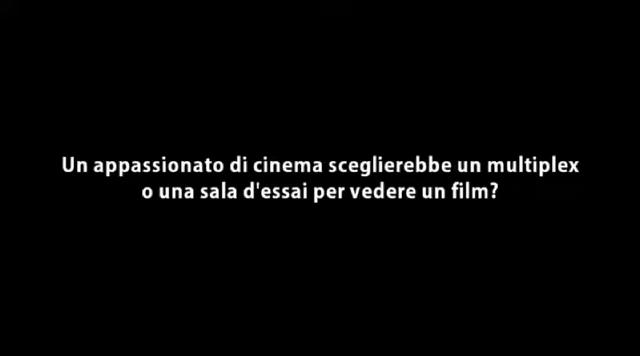 Un appassionato di cinema sceglierebbe un multiplex
o una sala d'essai per vedere un film?